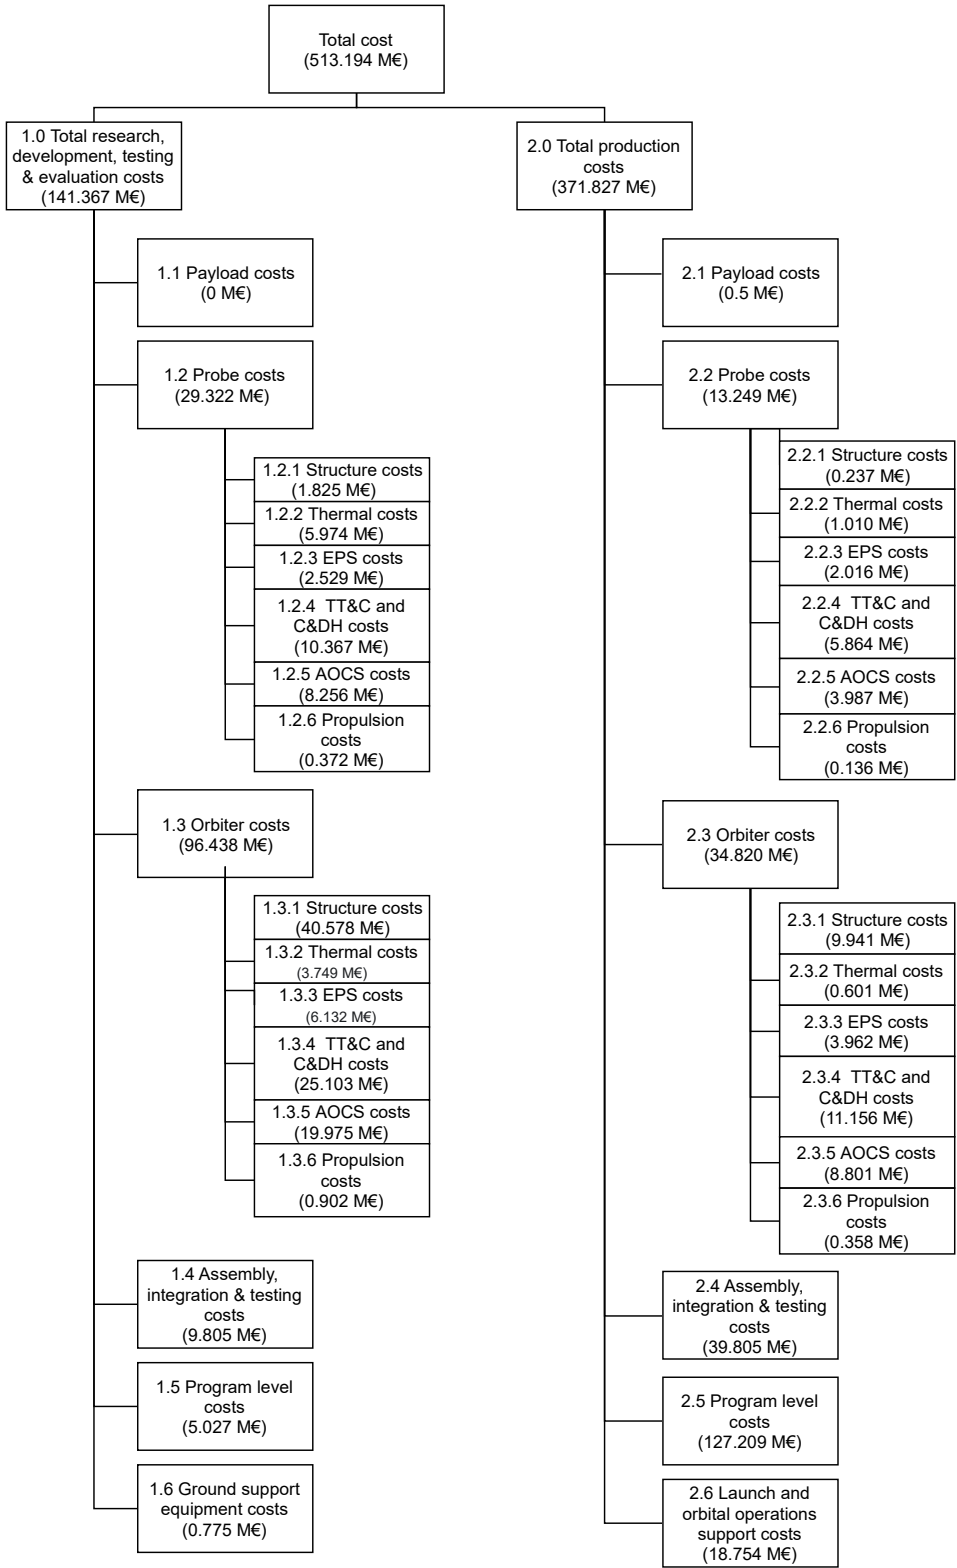 Total cost
(513.194 M€)
1.0 Total research,
development, testing
& evaluation costs
(141.367 M€)
1.1 Payload costs
(0 M€)
1.2 Probe costs
(29.322 M€)
1.2.1 Structure costs
(1.825 M€)
1.2.2 Thermal costs
(5.974 M€)
1.2.3 EPS costs
(2.529 M€)
1.2.4 TT&C and
C&DH costs
(10.367 M€)
1.2.5 AOCS costs
(8.256 M€)
1.2.6 Propulsion
costs
(0.372 M€)
1.3 Orbiter costs
(96.438 M€)
1.3.1 Structure costs
(40.578 M€)
1.3.2 Thermal costs
(3.749 M€)
1.3.3 EPS costs
(6.132 M€)
1.3.4 TT&C and
C&DH costs
(25.103 M€)
1.3.5 AOCS costs
(19.975 M€)
1.3.6 Propulsion
costs
(0.902 M€)
1.4 Assembly,
integration & testing
costs
(9.805 M€)
1.5 Program level
costs
(5.027 M€)
1.6 Ground support
equipment costs
(0.775 M€)
2.0 Total production
costs
(371.827 M€)
2.1 Payload costs
(0.5 M€)
2.2 Probe costs
(13.249 M€)
2.2.1 Structure costs
(0.237 M€)
2.2.2 Thermal costs
(1.010 M€)
2.2.3 EPS costs
(2.016 M€)
2.2.4 TT&C and
C&DH costs
(5.864 M€)
2.2.5 AOCS costs
(3.987 M€)
2.2.6 Propulsion
costs
(0.136 M€)
2.3 Orbiter costs
(34.820 M€)
2.3.1 Structure costs
(9.941 M€)
2.3.2 Thermal costs
(0.601 M€)
2.3.3 EPS costs
(3.962 M€)
2.3.4 TT&C and
C&DH costs
(11.156 M€)
2.3.5 AOCS costs
(8.801 M€)
2.3.6 Propulsion
costs
(0.358 M€)
2.4 Assembly,
integration & testing
costs
(39.805 M€)
2.5 Program level
costs
(127.209 M€)
2.6 Launch and
orbital operations
support costs
(18.754 M€)